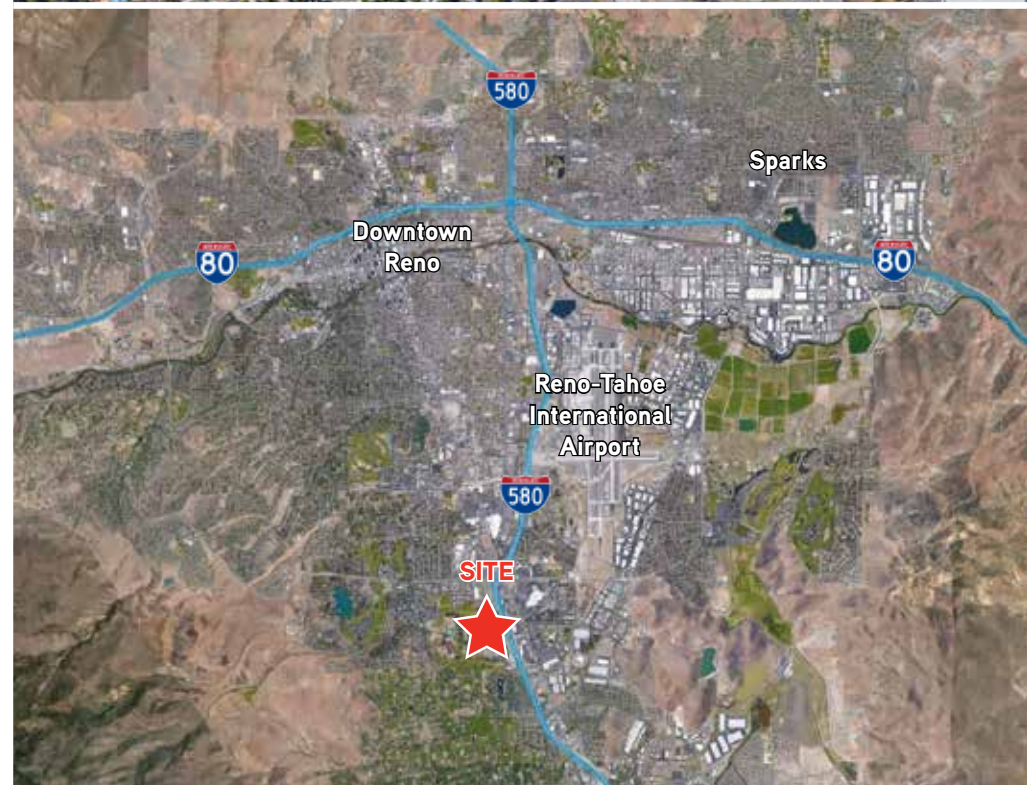 580
Sparks
Downtown
Reno
80
80
Reno-Tahoe
International
Airport
580
SITE